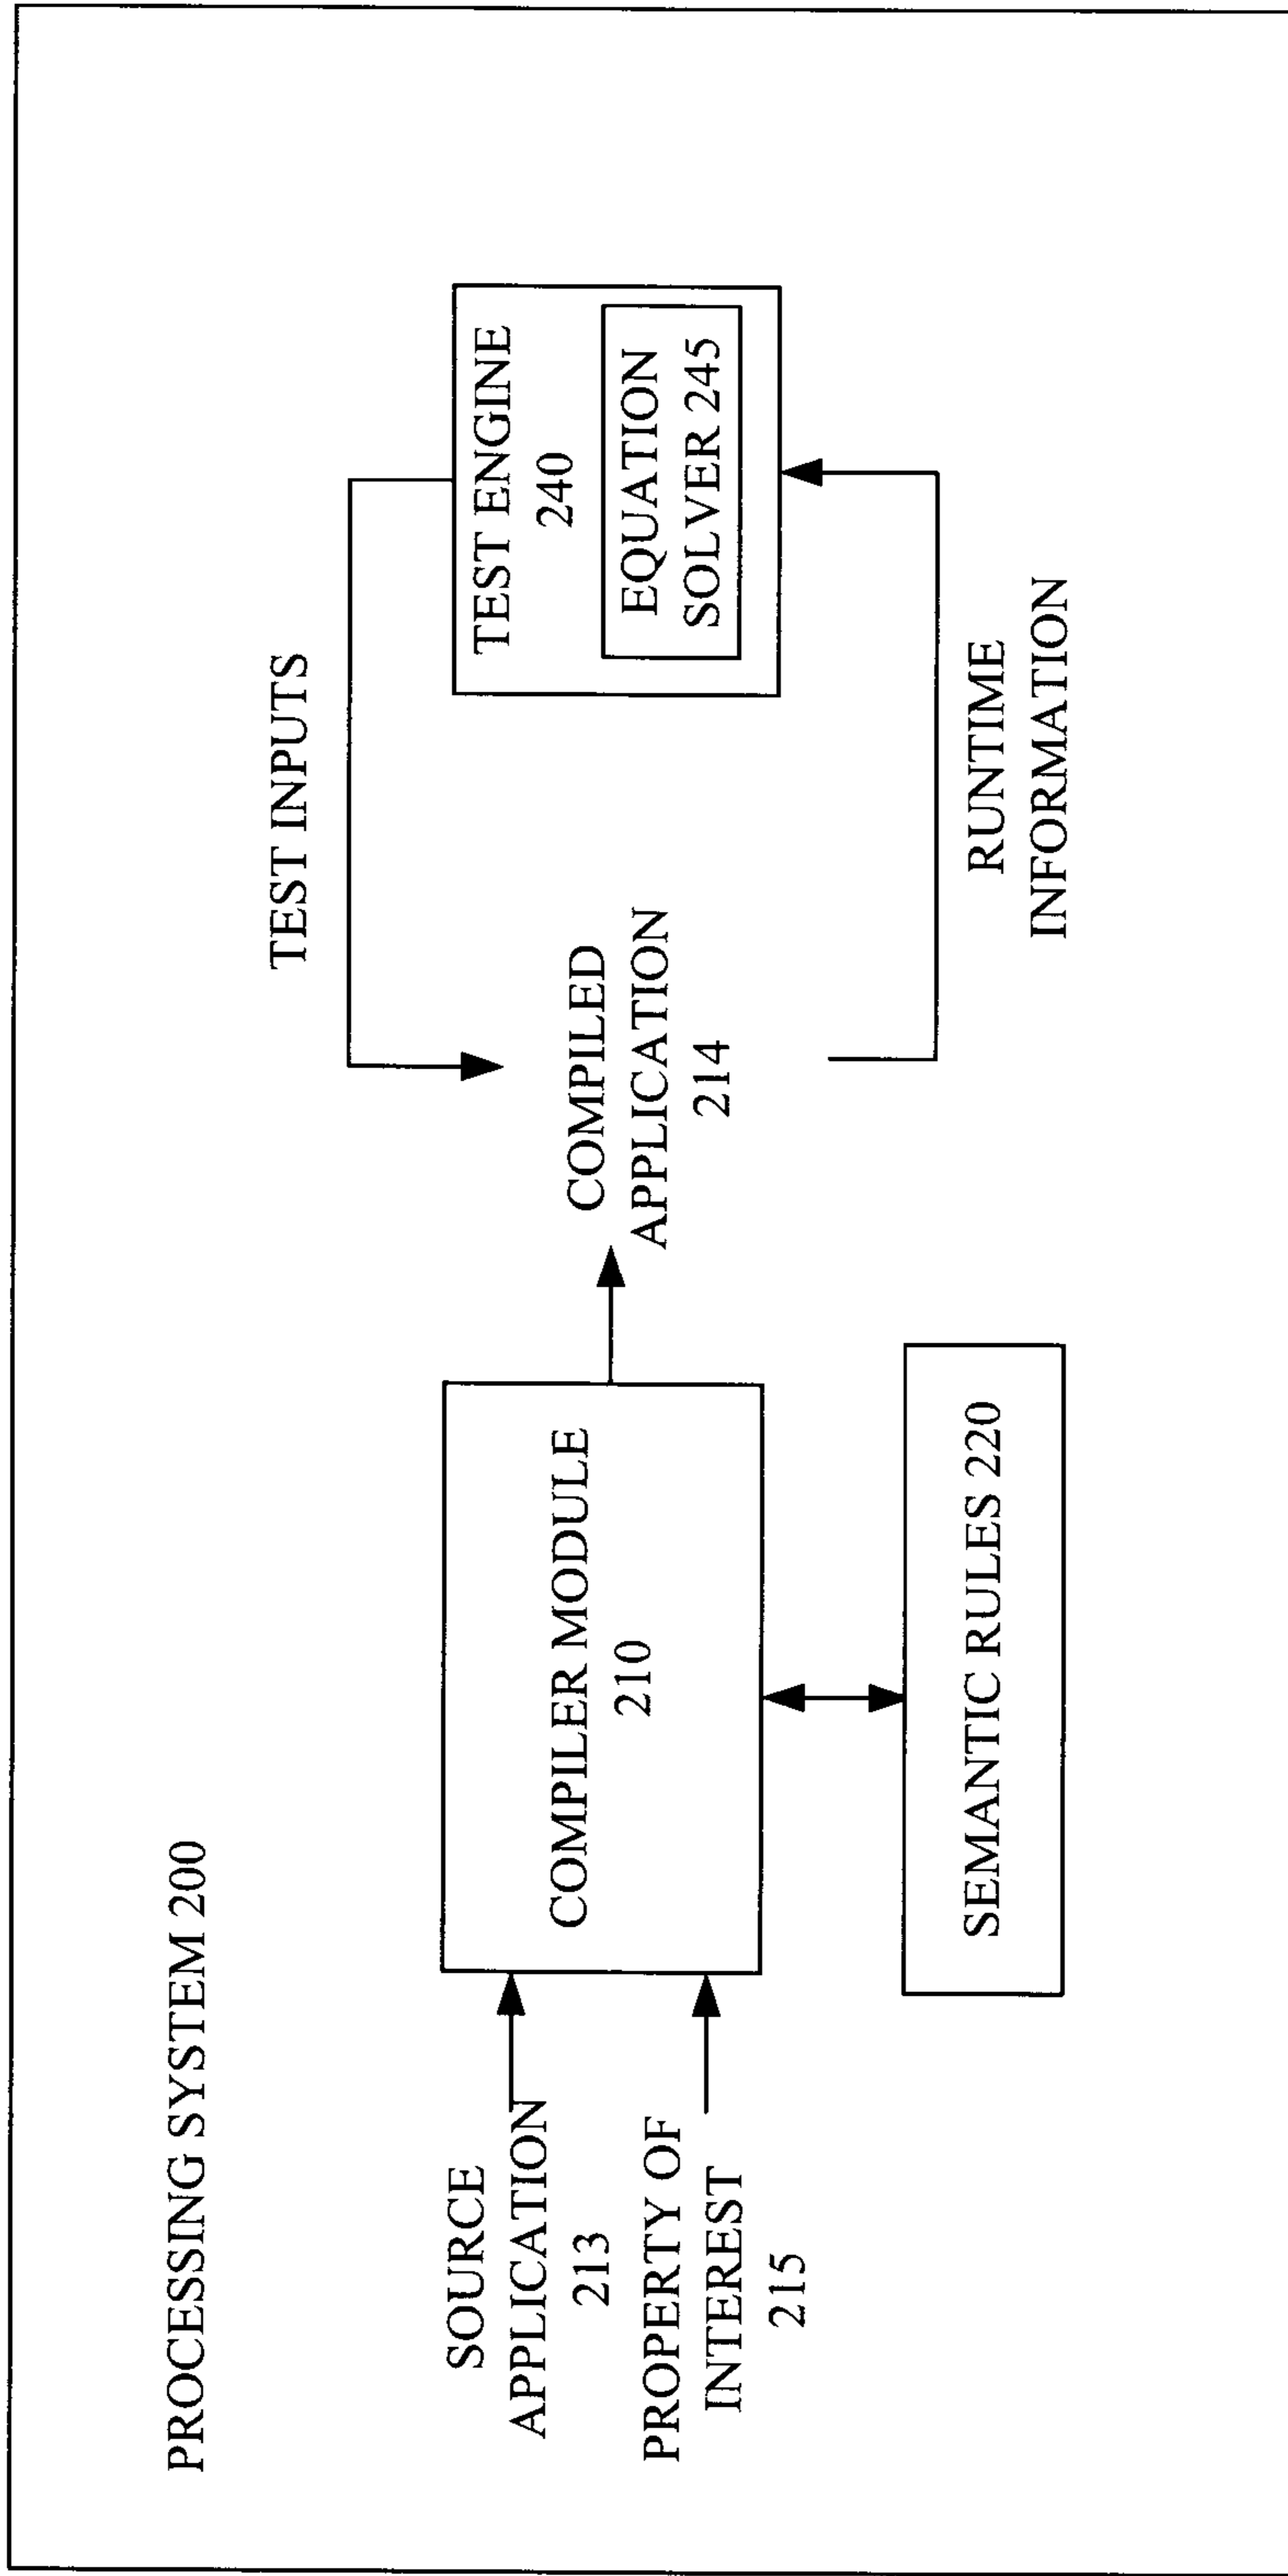 PROCESSING SYSTEM 200
SOURCE
APPLICATION
213
PROPERTY OF
INTEREST
215
COMPILER MODULE
210
SEMANTIC RULES 220
COMPILED
APPLICATION
214
TEST INPUTS
TEST ENGINE
240
EQUATION
SOLVER 245
RUNTIME
INFORMATION